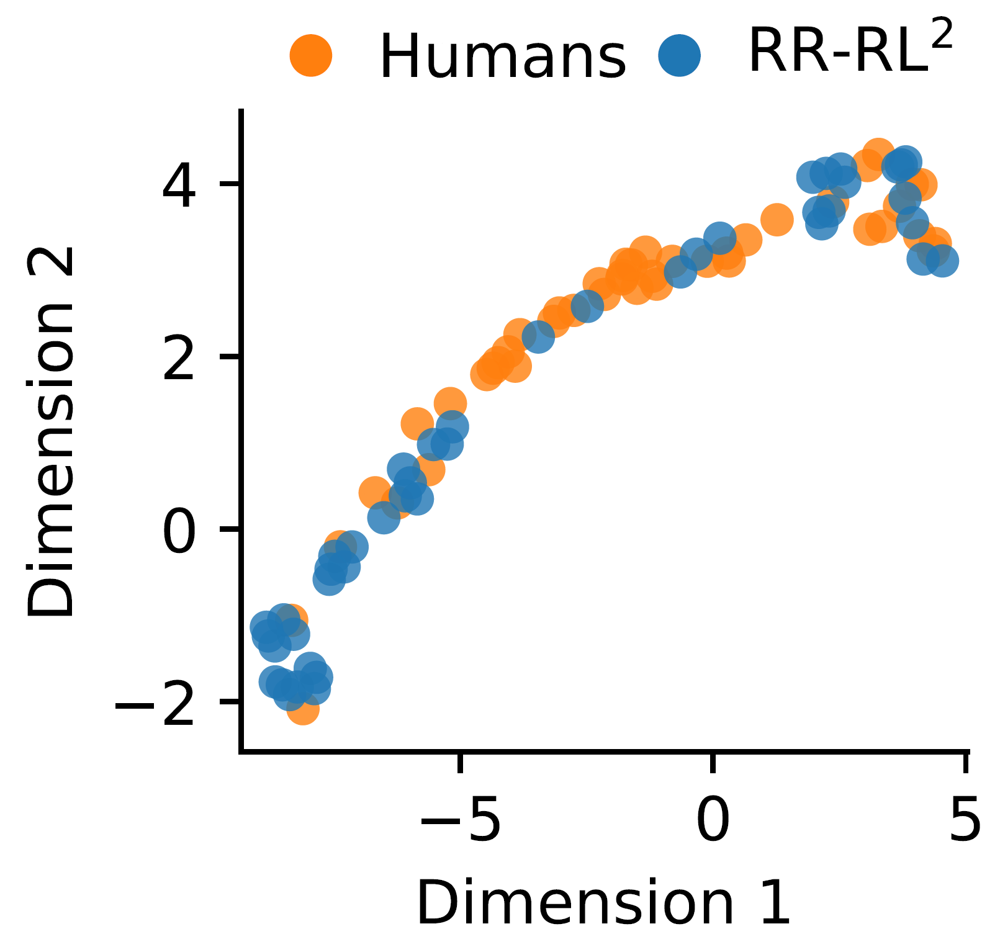 Humans RR-RL²
Dimension 2
4
2
0
−2
−5 0 5
Dimension 1